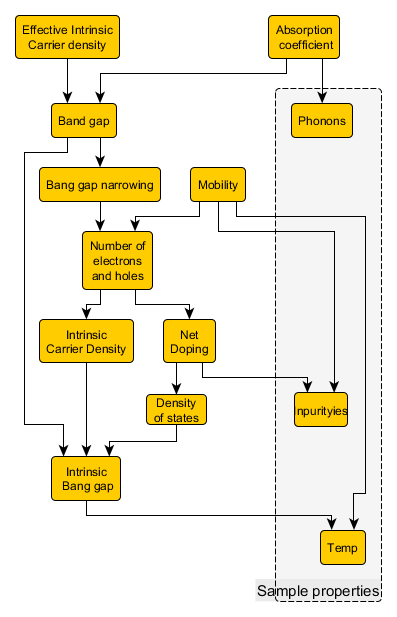 Effective Intrinsic
Carrier density
Absorption
coefficient
Band gap
Phonons
Bang gap narrowing
Mobility
Number of
electrons
and holes
Intrinsic
Carrier Density
Net
Doping
Density
of states
Inpurityies
Intrinsic
Bang gap
Temp
Sample properties